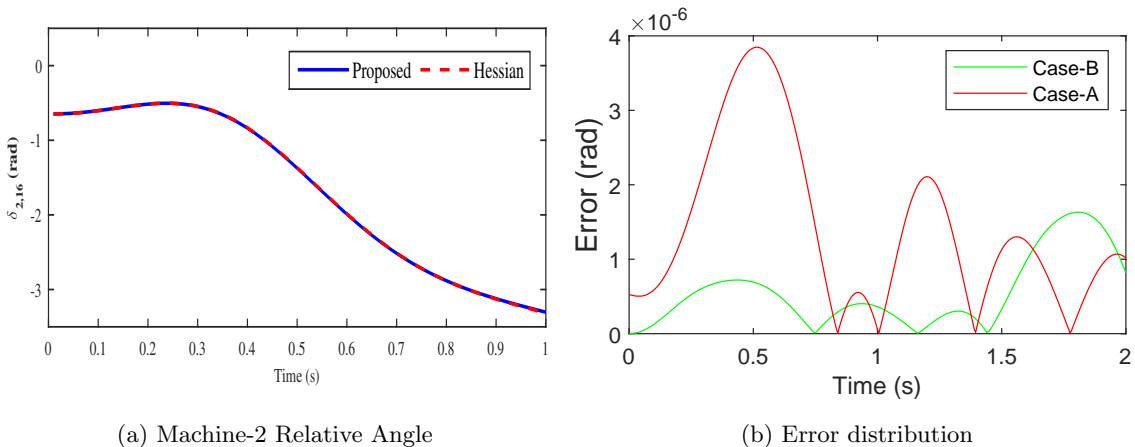 0
-1
-2
-3
δ2,16 (rad)
Proposed
Hessian
0 0.1 0.2 0.3 0.4 0.5 0.6 0.7 0.8 0.9 1
Time (s)
(a) Machine-2 Relative Angle
×10⁻⁶
4
3
2
1
0
Error (rad)
Case-B
Case-A
0 0.5 1 1.5 2
Time (s)
(b) Error distribution